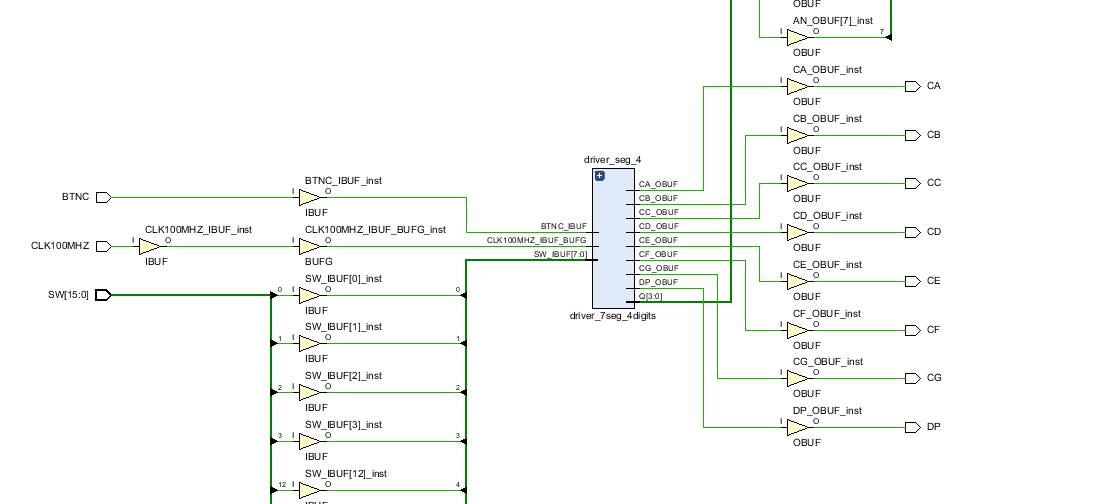 OBUF
AN_OBUF[7]_inst
I
O
7
OBUF
CA_OBUF_inst
I
O
CA
OBUF
CB_OBUF_inst
I
O
CB
OBUF
driver_seg_4
CC_OBUF_inst
I
O
CC
OBUF
BTNC_IBUF_inst
BTNC
I
O
IBUF
CA_OBUF
CB_OBUF
CC_OBUF
BTNC_IBUF
CD_OBUF
CLK100MHZ_IBUF_BUFG
CE_OBUF
SW_IBUF[7:0]
CF_OBUF
CG_OBUF
DP_OBUF
Q[3:0]
driver_7seg_4digits
CD_OBUF_inst
I
O
CD
OBUF
CLK100MHZ_IBUF_inst
CLK100MHZ_IBUF_BUFG_inst
CLK100MHZ
I
O
I
O
IBUF
BUFG
CE_OBUF_inst
I
O
CE
OBUF
SW_IBUF[0]_inst
SW[15:0]
0
I
O
0
IBUF
CF_OBUF_inst
I
O
CF
OBUF
SW_IBUF[1]_inst
1
I
O
1
IBUF
CG_OBUF_inst
I
O
CG
OBUF
SW_IBUF[2]_inst
2
I
O
2
IBUF
DP_OBUF_inst
I
O
DP
OBUF
SW_IBUF[3]_inst
3
I
O
3
IBUF
SW_IBUF[12]_inst
12
I
O
4